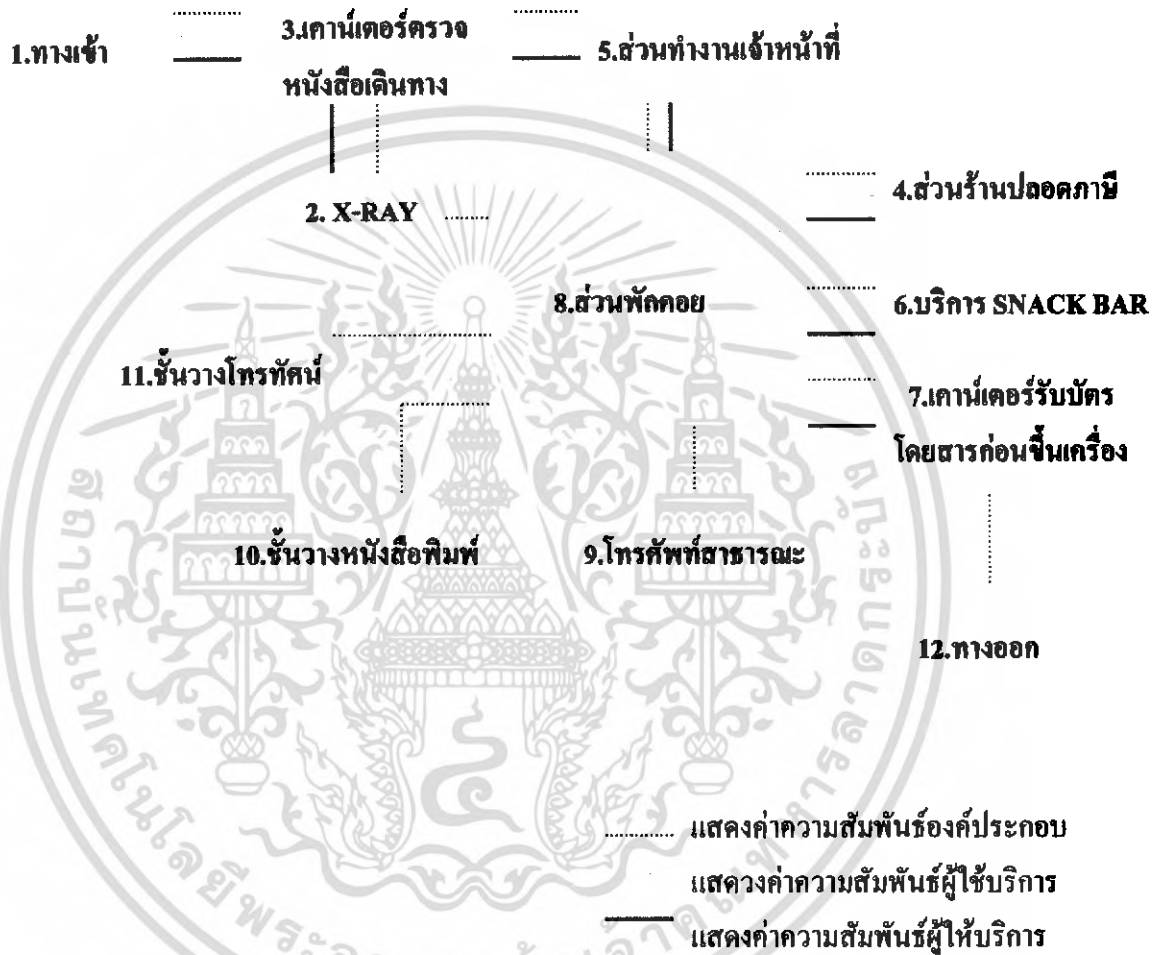 1.ทางเข้า
3.เคาน์เตอร์ตรวจ
หนังสือเดินทาง
5.ส่วนทำงานเจ้าหน้าที่
2. X-RAY
4.ส่วนร้านปลอดภาษี
8.ส่วนพักคอย
6.บริการ SNACK BAR
11.ชั้นวางโทรทัศน์
7.เคาน์เตอร์รับบัตร
โดยสารก่อนขึ้นเครื่อง
10.ชั้นวางหนังสือพิมพ์
9.โทรศัพท์สาธารณะ
12.ทางออก
แสดงค่าความสัมพันธ์องค์ประกอบ
แสดวงค่าความสัมพันธ์ผู้ใช้บริการ
แสดงค่าความสัมพันธ์ผู้ให้บริการ